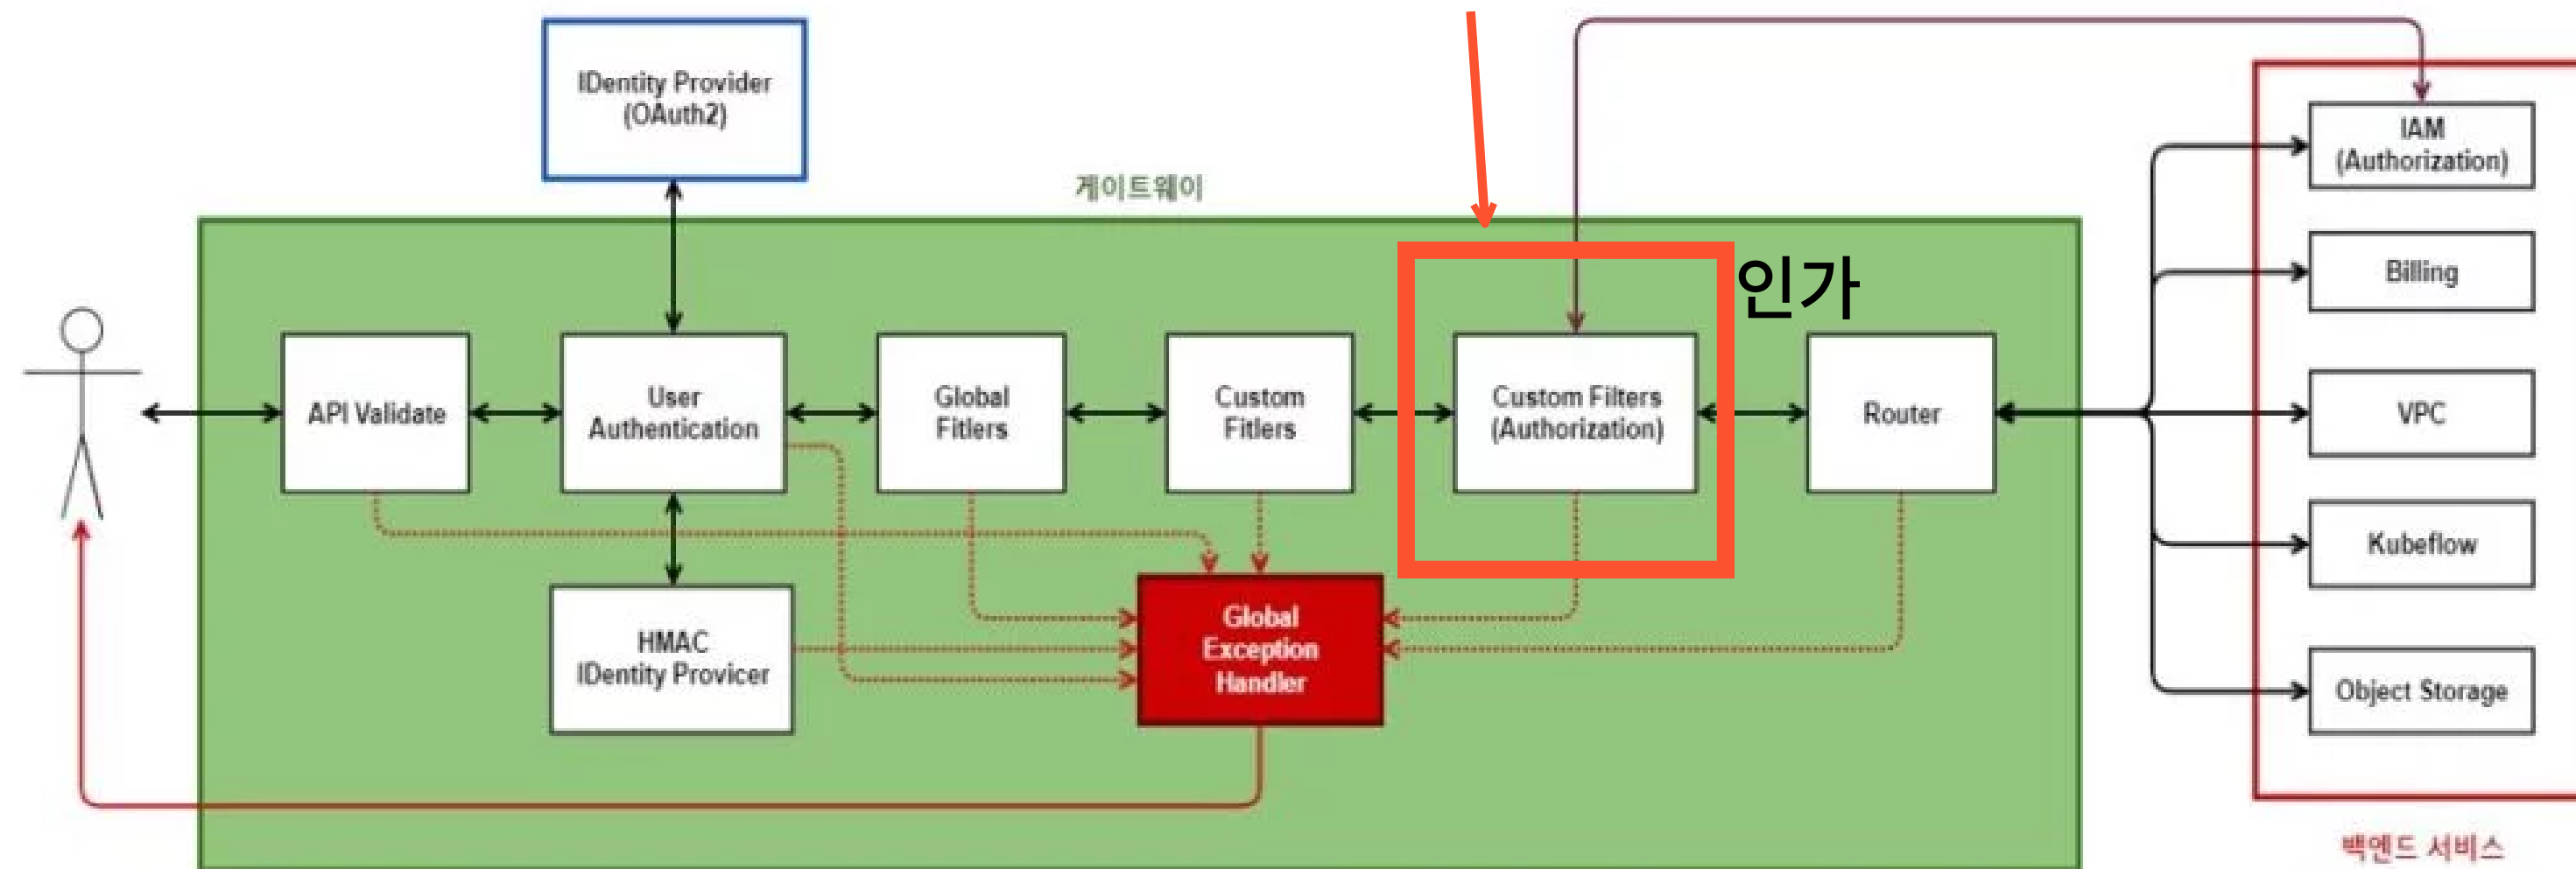 IDentity Provider
(OAuth2)
게이트웨이
인가
API Validate
User
Authentication
Global
Fitlers
Custom
Fitlers
Custom Filters
(Authorization)
Router
HMAC
IDentity Provicer
Global
Exception
Handler
IAM
(Authorization)
Billing
VPC
Kubeflow
Object Storage
백엔드 서비스